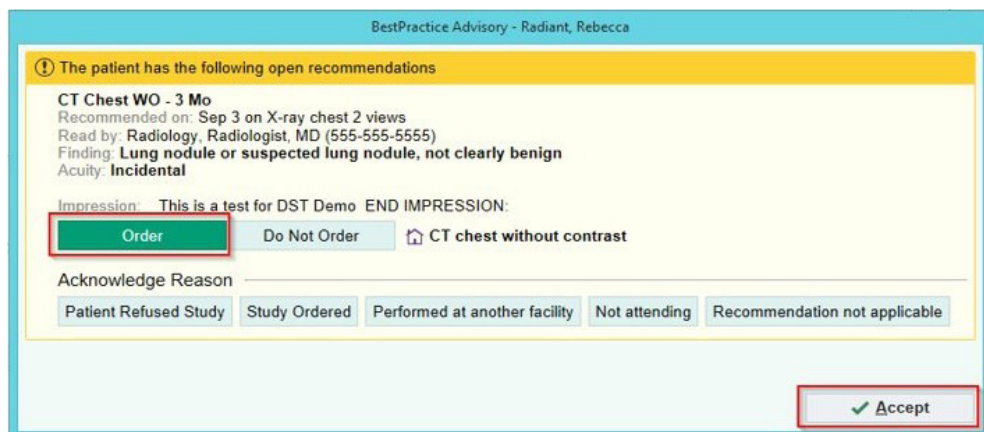 BestPractice Advisory - Radiant, Rebecca
The patient has the following open recommendations
CT Chest WO - 3 Mo
Recommended on: Sep 3 on X-ray chest 2 views
Read by: Radiology, Radiologist, MD (555-555-5555)
Finding: Lung nodule or suspected lung nodule, not clearly benign
Acuity: Incidental
Impression: This is a test for DST Demo END IMPRESSION:
Order Do Not Order CT chest without contrast
Acknowledge Reason
Patient Refused Study Study Ordered Performed at another facility Not attending Recommendation not applicable
Accept